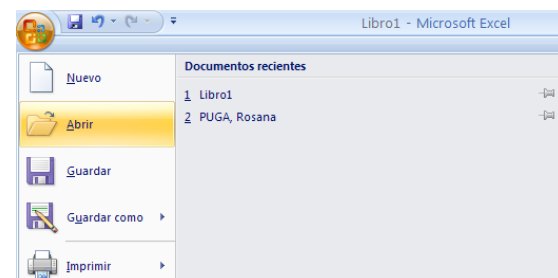 Libro1 - Microsoft Excel
Nuevo
Abrir
Guardar
Guardar como
Imprimir
Documentos recientes
1 Libro1
2 PUGA, Rosana